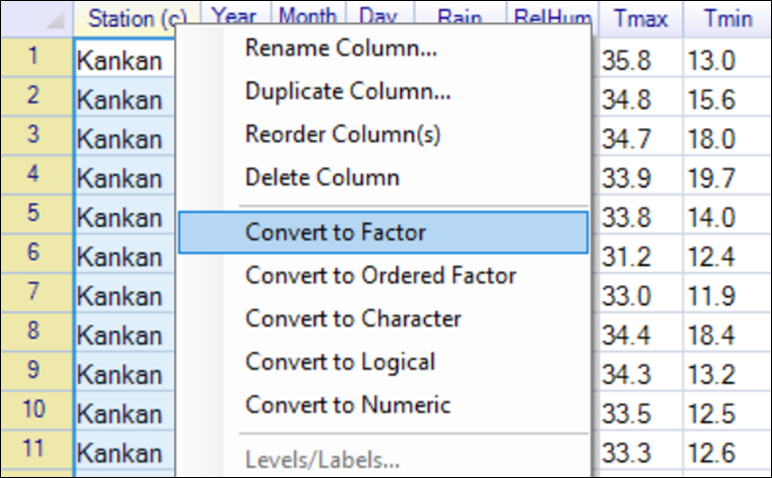 Station (c) Year Month Day Rain RelHum Tmax Tmin
1 Kankan 35.8 13.0
2 Kankan 34.8 15.6
3 Kankan 34.7 18.0
4 Kankan 33.9 19.7
5 Kankan 33.8 14.0
6 Kankan 31.2 12.4
7 Kankan 33.0 11.9
8 Kankan 34.4 18.4
9 Kankan 34.3 13.2
10 Kankan 33.5 12.5
11 Kankan 33.3 12.6
Rename Column...
Duplicate Column...
Reorder Column(s)
Delete Column
Convert to Factor
Convert to Ordered Factor
Convert to Character
Convert to Logical
Convert to Numeric
Levels/Labels...